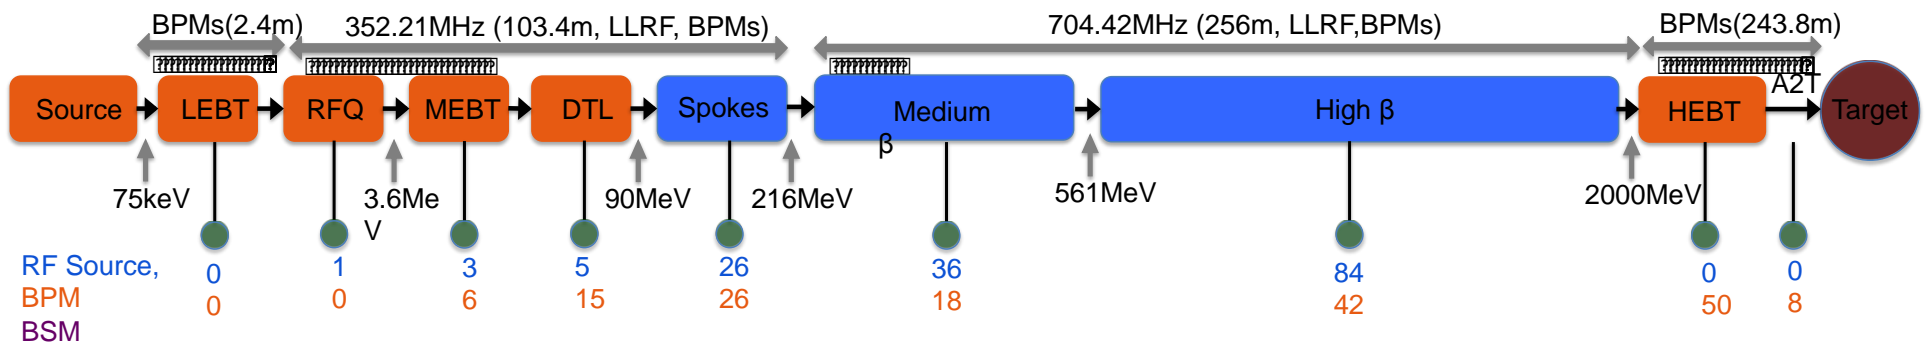 BPMs(2.4m)
352.21MHz (103.4m, LLRF, BPMs)
704.42MHz (256m, LLRF,BPMs)
BPMs(243.8m)
Source
LEBT
RFQ
MEBT
DTL
Spokes
Medium
β
High β
HEBT
A2T
Target
75keV
3.6Me
V
90MeV
216MeV
561MeV
2000MeV
RF Source, 0 1 3 5 26 36 84 0 0
BPM 0 0 6 15 26 18 42 50 8
BSM